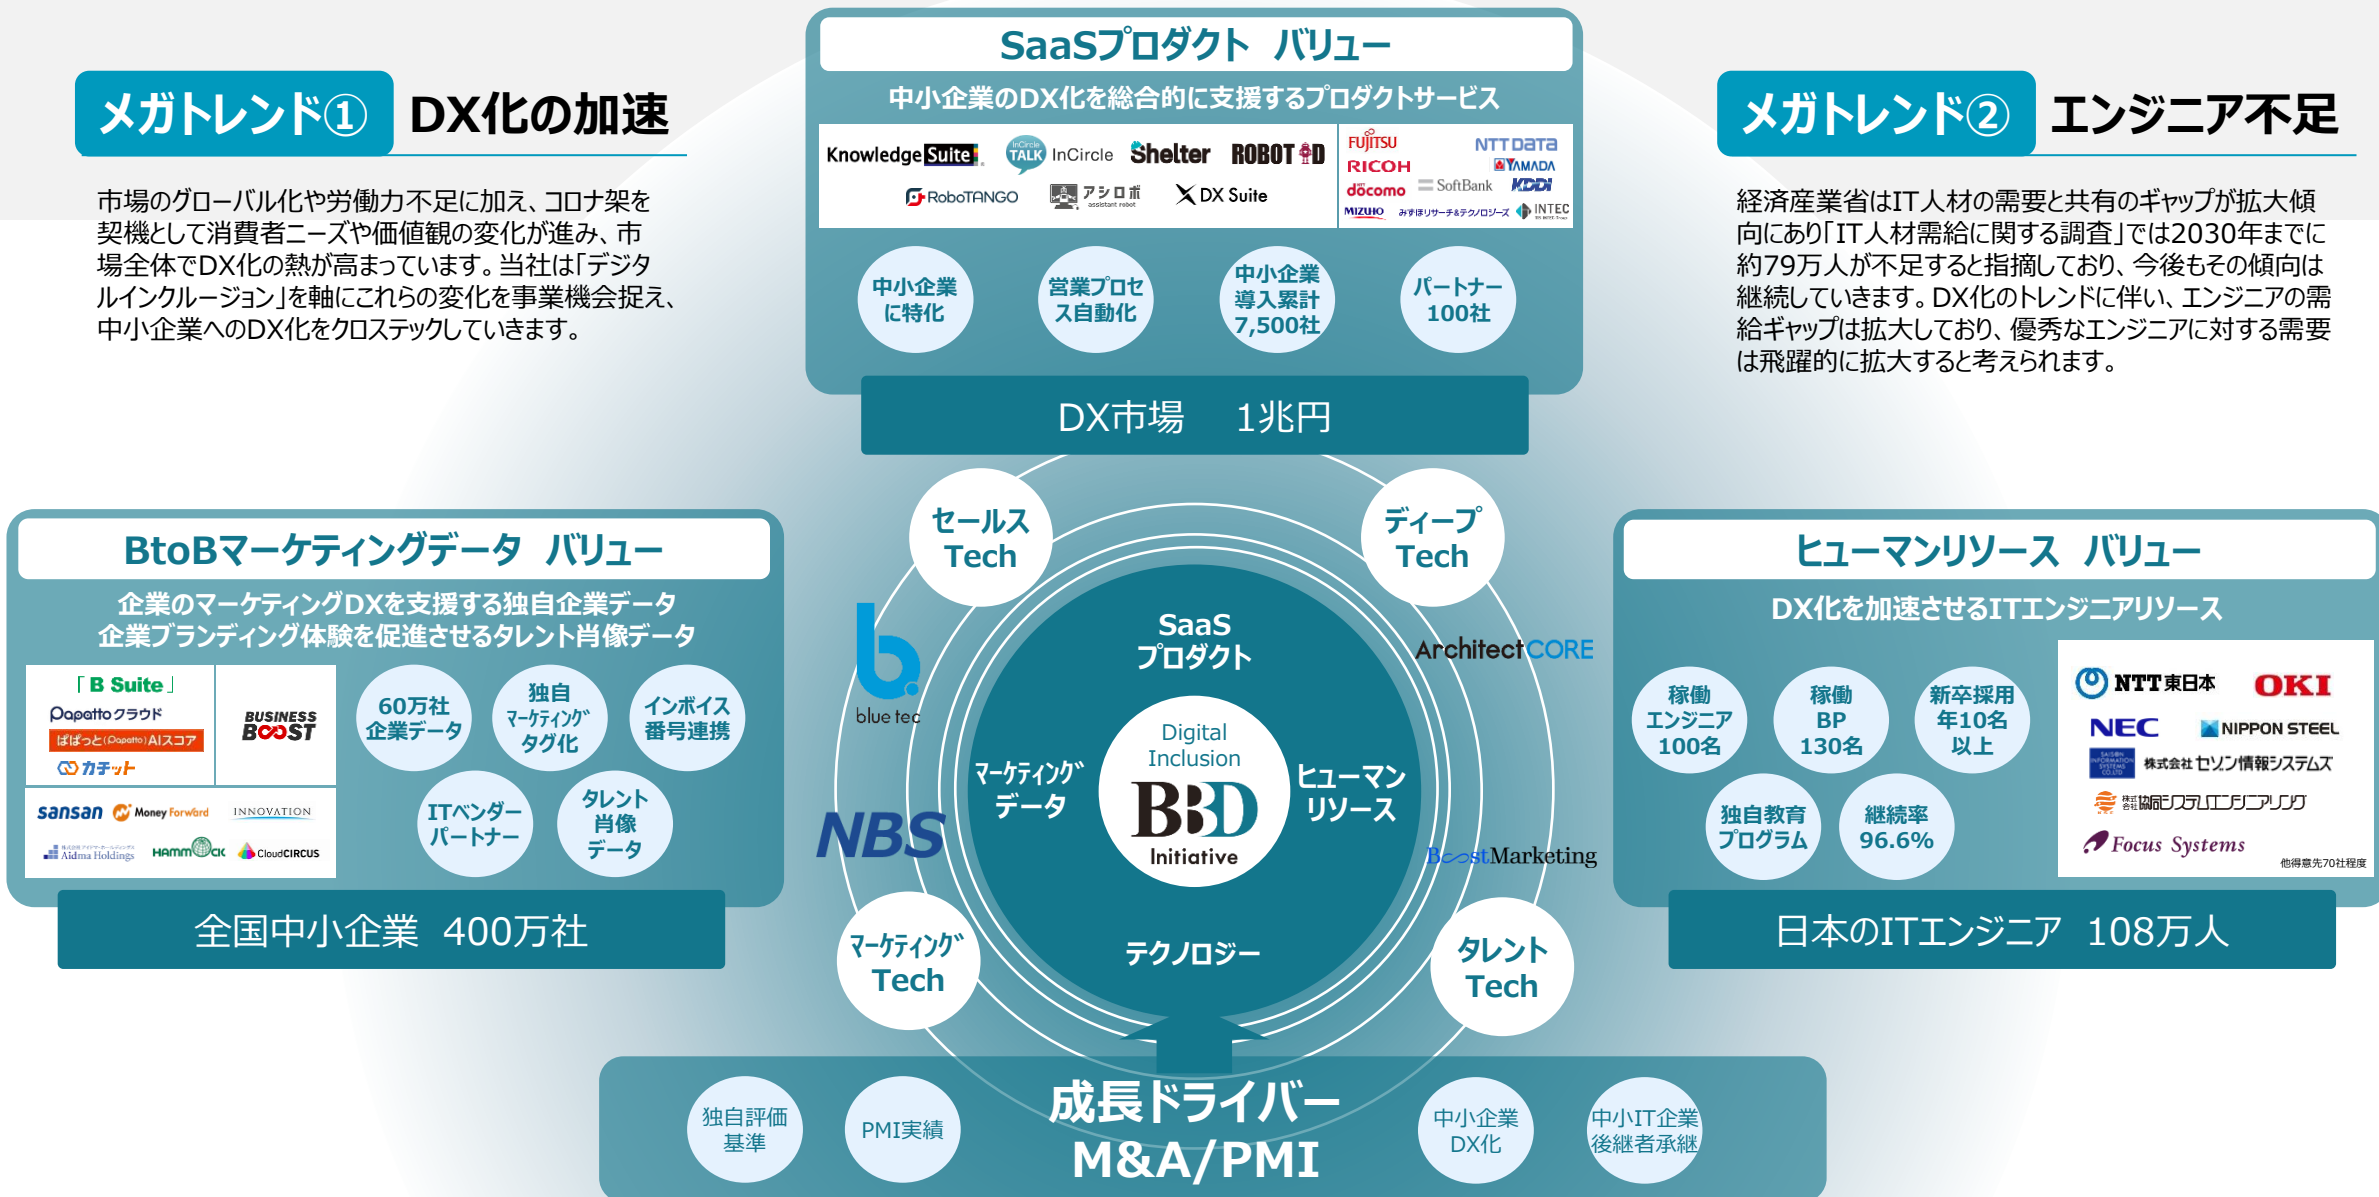 メガトレンド① DX化の加速
市場のグローバル化や労働力不足に加え、コロナ架を
契機として消費者ニーズや価値観の変化が進み、市
場全体でDX化の熱が高まっています。当社は「デジタ
ルインクルージョン」を軸にこれらの変化を事業機会捉え、
中小企業へのDX化をクロステックしていきます。
SaaSプロダクト バリュー
中小企業のDX化を総合的に支援するプロダクトサービス
Knowledge Suite
InCircle TALK InCircle
Shelter
ROBOT ID
RoboTANGO
アシロボ
assistant robot
DX Suite
FUJITSU
NTT DATA
RICOH
YAMADA
döcomo
SoftBank
KDDI
MIZUHO みずほリサーチ&テクノロジーズ
INTEC
中小企業
に特化
営業プロセ
ス自動化
中小企業
導入累計
7,500社
パートナー
100社
DX市場 1兆円
メガトレンド② エンジニア不足
経済産業省はIT人材の需要と共有のギャップが拡大傾
向にあり「IT人材需給に関する調査」では2030年までに
約79万人が不足すると指摘しており、今後もその傾向は
継続していきます。DX化のトレンドに伴い、エンジニアの需
給ギャップは拡大しており、優秀なエンジニアに対する需要
は飛躍的に拡大すると考えられます。
BtoBマーケティングデータ バリュー
企業のマーケティングDXを支援する独自企業データ
企業ブランディング体験を促進させるタレント肖像データ
「B Suite」
Papattoクラウド
ぱぱっと(Papatto)AIスコア
カチット
BUSINESS
BOOST
sansan
Money Forward
INNOVATION
Aidma Holdings
HAMMOCK
CloudCIRCUS
60万社
企業データ
独自
マーケティング
タグ化
インボイス
番号連携
ITベンダー
パートナー
タレント
肖像
データ
全国中小企業 400万社
セールス
Tech
ディープ
Tech
blue tec
ArchitectCORE
NBS
BoostMarketing
マーケティング
Tech
タレント
Tech
SaaS
プロダクト
マーケティング
データ
ヒューマン
リソース
テクノロジー
Digital
Inclusion
BBD
Initiative
ヒューマンリソース バリュー
DX化を加速させるITエンジニアリソース
稼働
エンジニア
100名
稼働
BP
130名
新卒採用
年10名
以上
独自教育
プログラム
継続率
96.6%
NTT東日本
OKI
NEC
NIPPON STEEL
SAISON INFORMATION SYSTEMS CO.,LTD. 株式会社セゾン情報システムズ
株式会社協同システムエンジニアリング
Focus Systems
他得意先70社程度
日本のITエンジニア 108万人
成長ドライバー
M&A/PMI
独自評価
基準
PMI実績
中小企業
DX化
中小IT企業
後継者承継